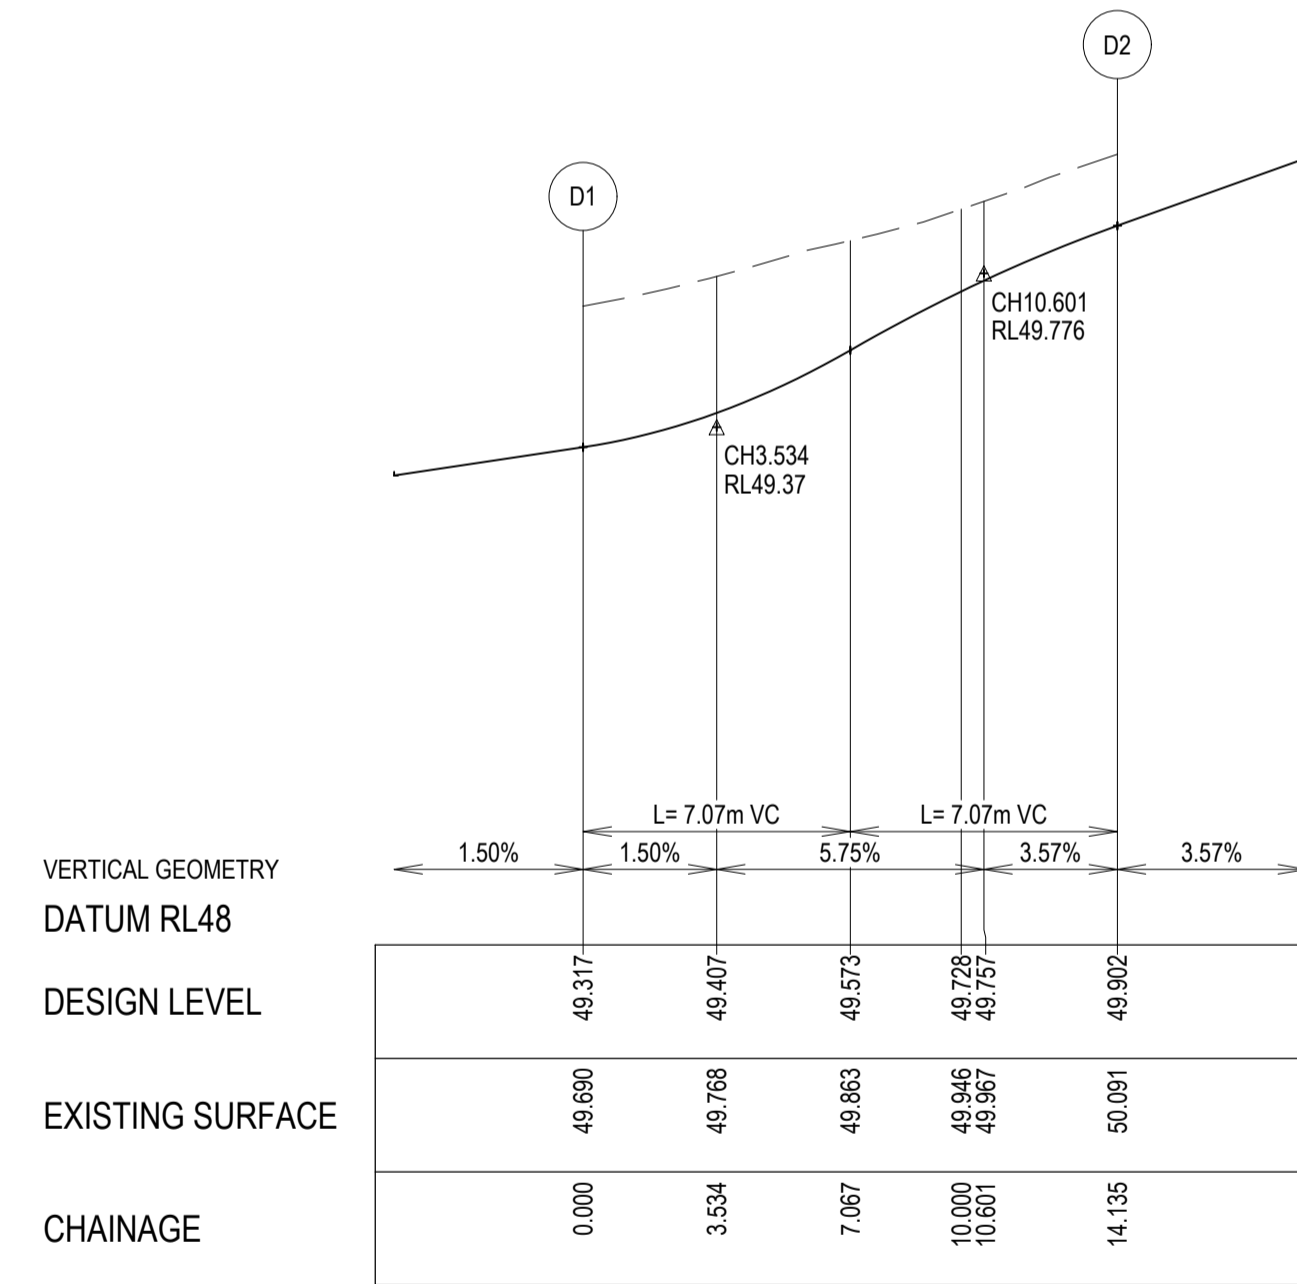 D2
D1
CH10.601
RL49.776
CH3.534
RL49.37
L= 7.07m VC L= 7.07m VC
VERTICAL GEOMETRY 1.50% 1.50% 5.75% 3.57% 3.57%
DATUM RL48
DESIGN LEVEL 49.317 49.407 49.573 49.728 49.757 49.902
EXISTING SURFACE 49.690 49.768 49.863 49.946 49.967 50.091
CHAINAGE 0.000 3.534 7.067 10.000 10.601 14.135